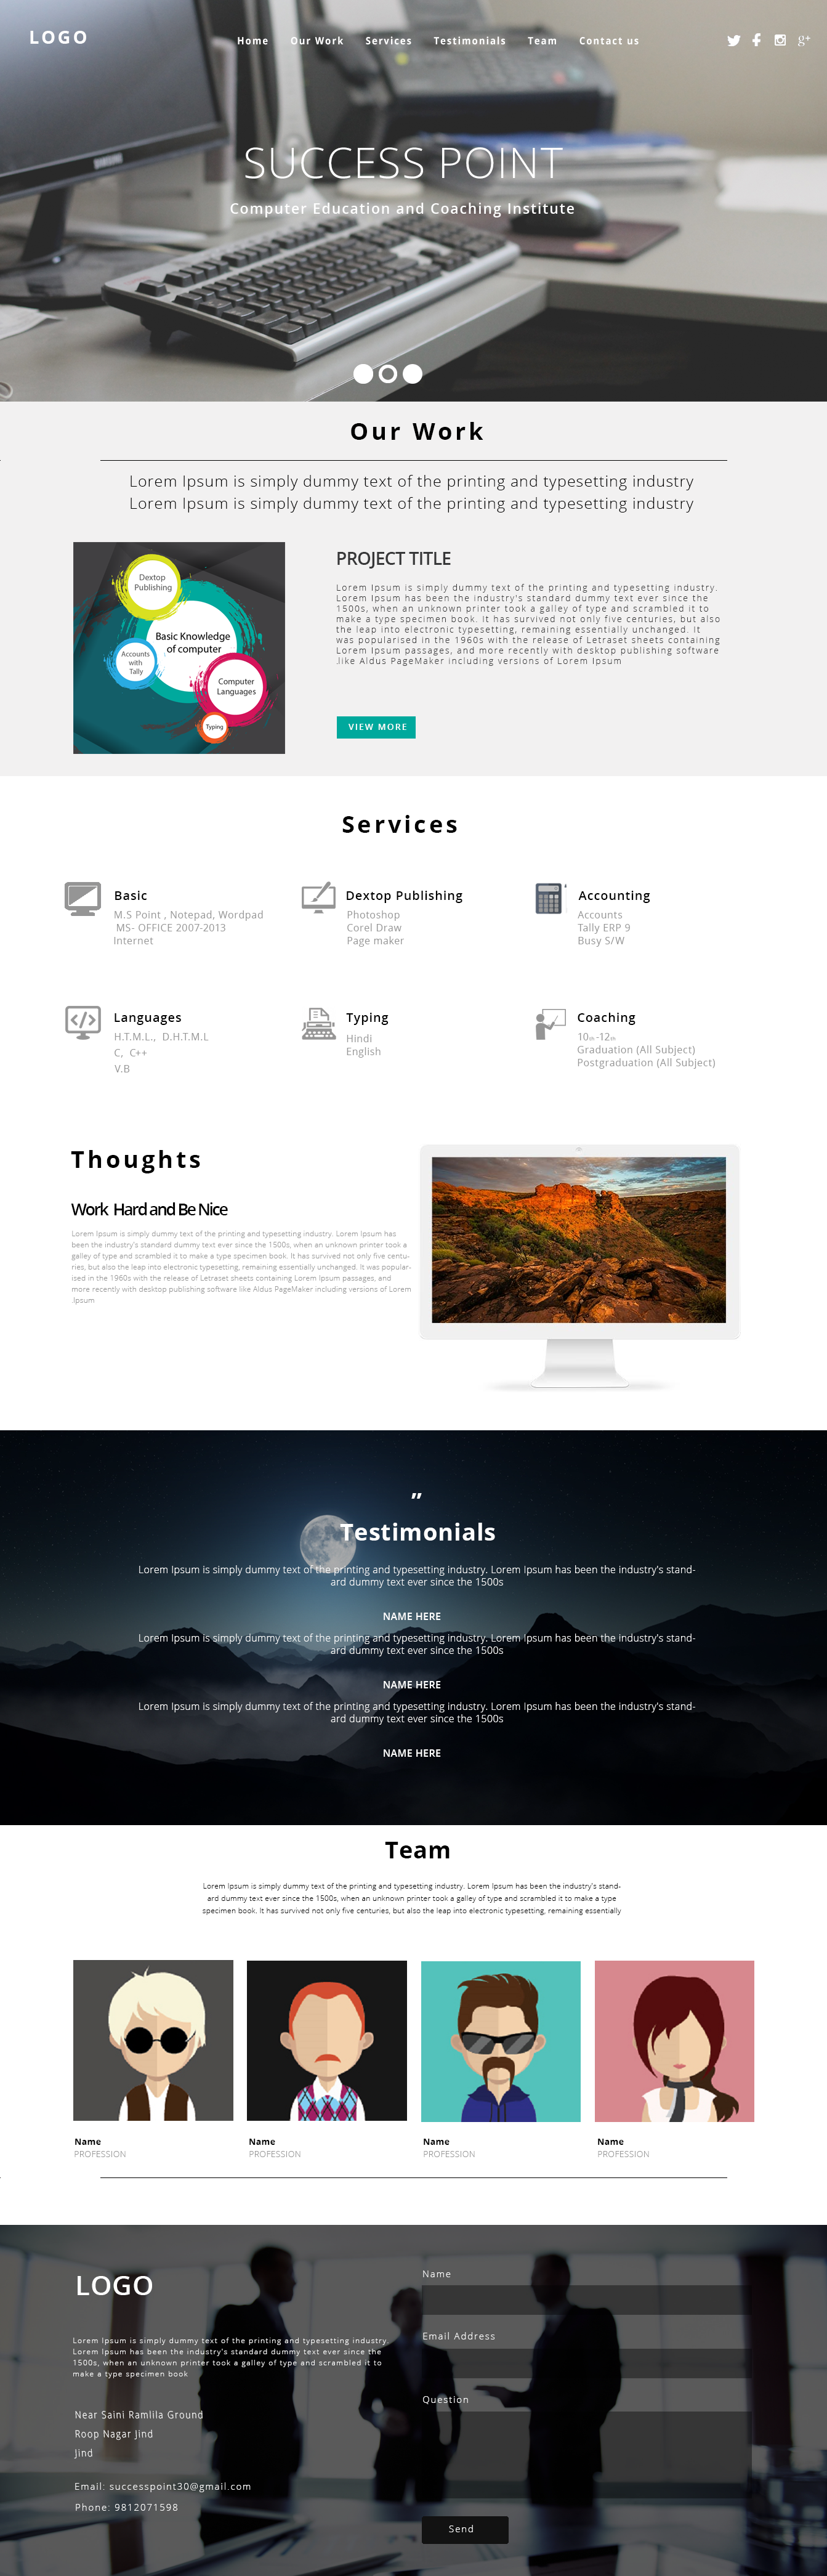 LOGO
Home Our Work Services Testimonials Team Contact us
g+
SUCCESS POINT
Computer Education and Coaching Institute
Our Work
Lorem Ipsum is simply dummy text of the printing and typesetting industry
Lorem Ipsum is simply dummy text of the printing and typesetting industry
Dextop
Publishing
Basic Knowledge
of computer
Accounts
with
Tally
Computer
Languages
Typing
PROJECT TITLE
Lorem Ipsum is simply dummy text of the printing and typesetting industry.
Lorem Ipsum has been the industry's standard dummy text ever since the
1500s, when an unknown printer took a galley of type and scrambled it to
make a type specimen book. It has survived not only five centuries, but also
the leap into electronic typesetting, remaining essentially unchanged. It
was popularised in the 1960s with the release of Letraset sheets containing
Lorem Ipsum passages, and more recently with desktop publishing software
.like Aldus PageMaker including versions of Lorem Ipsum
VIEW MORE
Services
Basic
M.S Point , Notepad, Wordpad
MS- OFFICE 2007-2013
Internet
Dextop Publishing
Photoshop
Corel Draw
Page maker
Accounting
Accounts
Tally ERP 9
Busy S/W
Languages
H.T.M.L., D.H.T.M.L
C, C++
V.B
Typing
Hindi
English
Coaching
10th -12th
Graduation (All Subject)
Postgraduation (All Subject)
Thoughts
Work Hard and Be Nice
Lorem Ipsum is simply dummy text of the printing and typesetting industry. Lorem Ipsum has
been the industry's standard dummy text ever since the 1500s, when an unknown printer took a
galley of type and scrambled it to make a type specimen book. It has survived not only five centu-
ries, but also the leap into electronic typesetting, remaining essentially unchanged. It was popular-
ised in the 1960s with the release of Letraset sheets containing Lorem Ipsum passages, and
more recently with desktop publishing software like Aldus PageMaker including versions of Lorem
.Ipsum
"
Testimonials
Lorem Ipsum is simply dummy text of the printing and typesetting industry. Lorem Ipsum has been the industry's stand-
ard dummy text ever since the 1500s
NAME HERE
Lorem Ipsum is simply dummy text of the printing and typesetting industry. Lorem Ipsum has been the industry's stand-
ard dummy text ever since the 1500s
NAME HERE
Lorem Ipsum is simply dummy text of the printing and typesetting industry. Lorem Ipsum has been the industry's stand-
ard dummy text ever since the 1500s
NAME HERE
Team
Lorem Ipsum is simply dummy text of the printing and typesetting industry. Lorem Ipsum has been the industry's stand-
ard dummy text ever since the 1500s, when an unknown printer took a galley of type and scrambled it to make a type
specimen book. It has survived not only five centuries, but also the leap into electronic typesetting, remaining essentially
Name
PROFESSION
Name
PROFESSION
Name
PROFESSION
Name
PROFESSION
LOGO
Lorem Ipsum is simply dummy text of the printing and typesetting industry.
Lorem Ipsum has been the industry's standard dummy text ever since the
1500s, when an unknown printer took a galley of type and scrambled it to
make a type specimen book
Near Saini Ramlila Ground
Roop Nagar Jind
Jind
Email: successpoint30@gmail.com
Phone: 9812071598
Name
Email Address
Question
Send